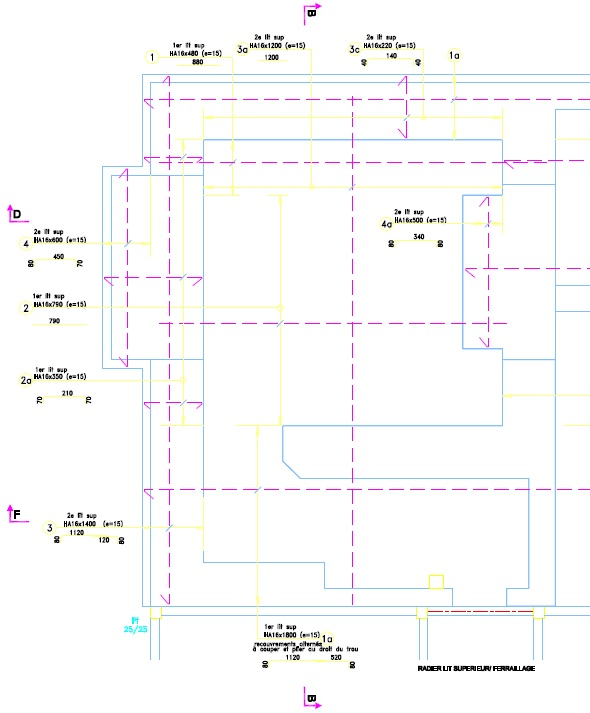 B
1er lit sup
HA16x480 (e=15)
880
1
2e lit sup
3a HA16x1200 (e=15)
1200
2e lit sup
3c HA16x220 (e=15)
140
40
40
1a
D
2e lit sup
4 HA16x600 (e=15)
450
80
70
2e lit sup
4a HA16x500 (e=15)
340
80
80
1er lit sup
2 HA16x790 (e=15)
790
1er lit sup
2a HA16x350 (e=15)
210
70
70
F
2e lit sup
3 HA16x1400 (e=15)
1120
80
120
80
P1
25/25
1er lit sup
HA16x1800 (e=15) 1a
recouvrements alternés
à couper et plier au droit du trou
1120
520
80
80
RADIER LIT SUPERIEUR/ FERRAILLAGE
B